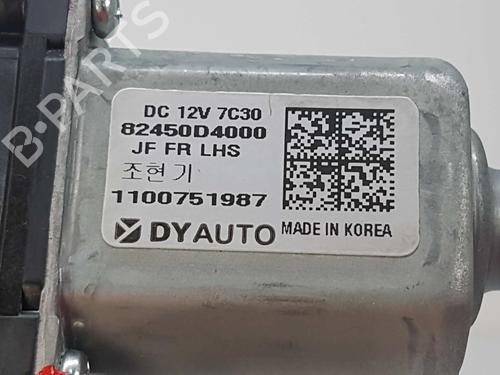 B-PARTS
DC 12V 7C30
82450D4000
JF FR LHS
조현기
1100751987
DYAUTO
MADE IN KOREA